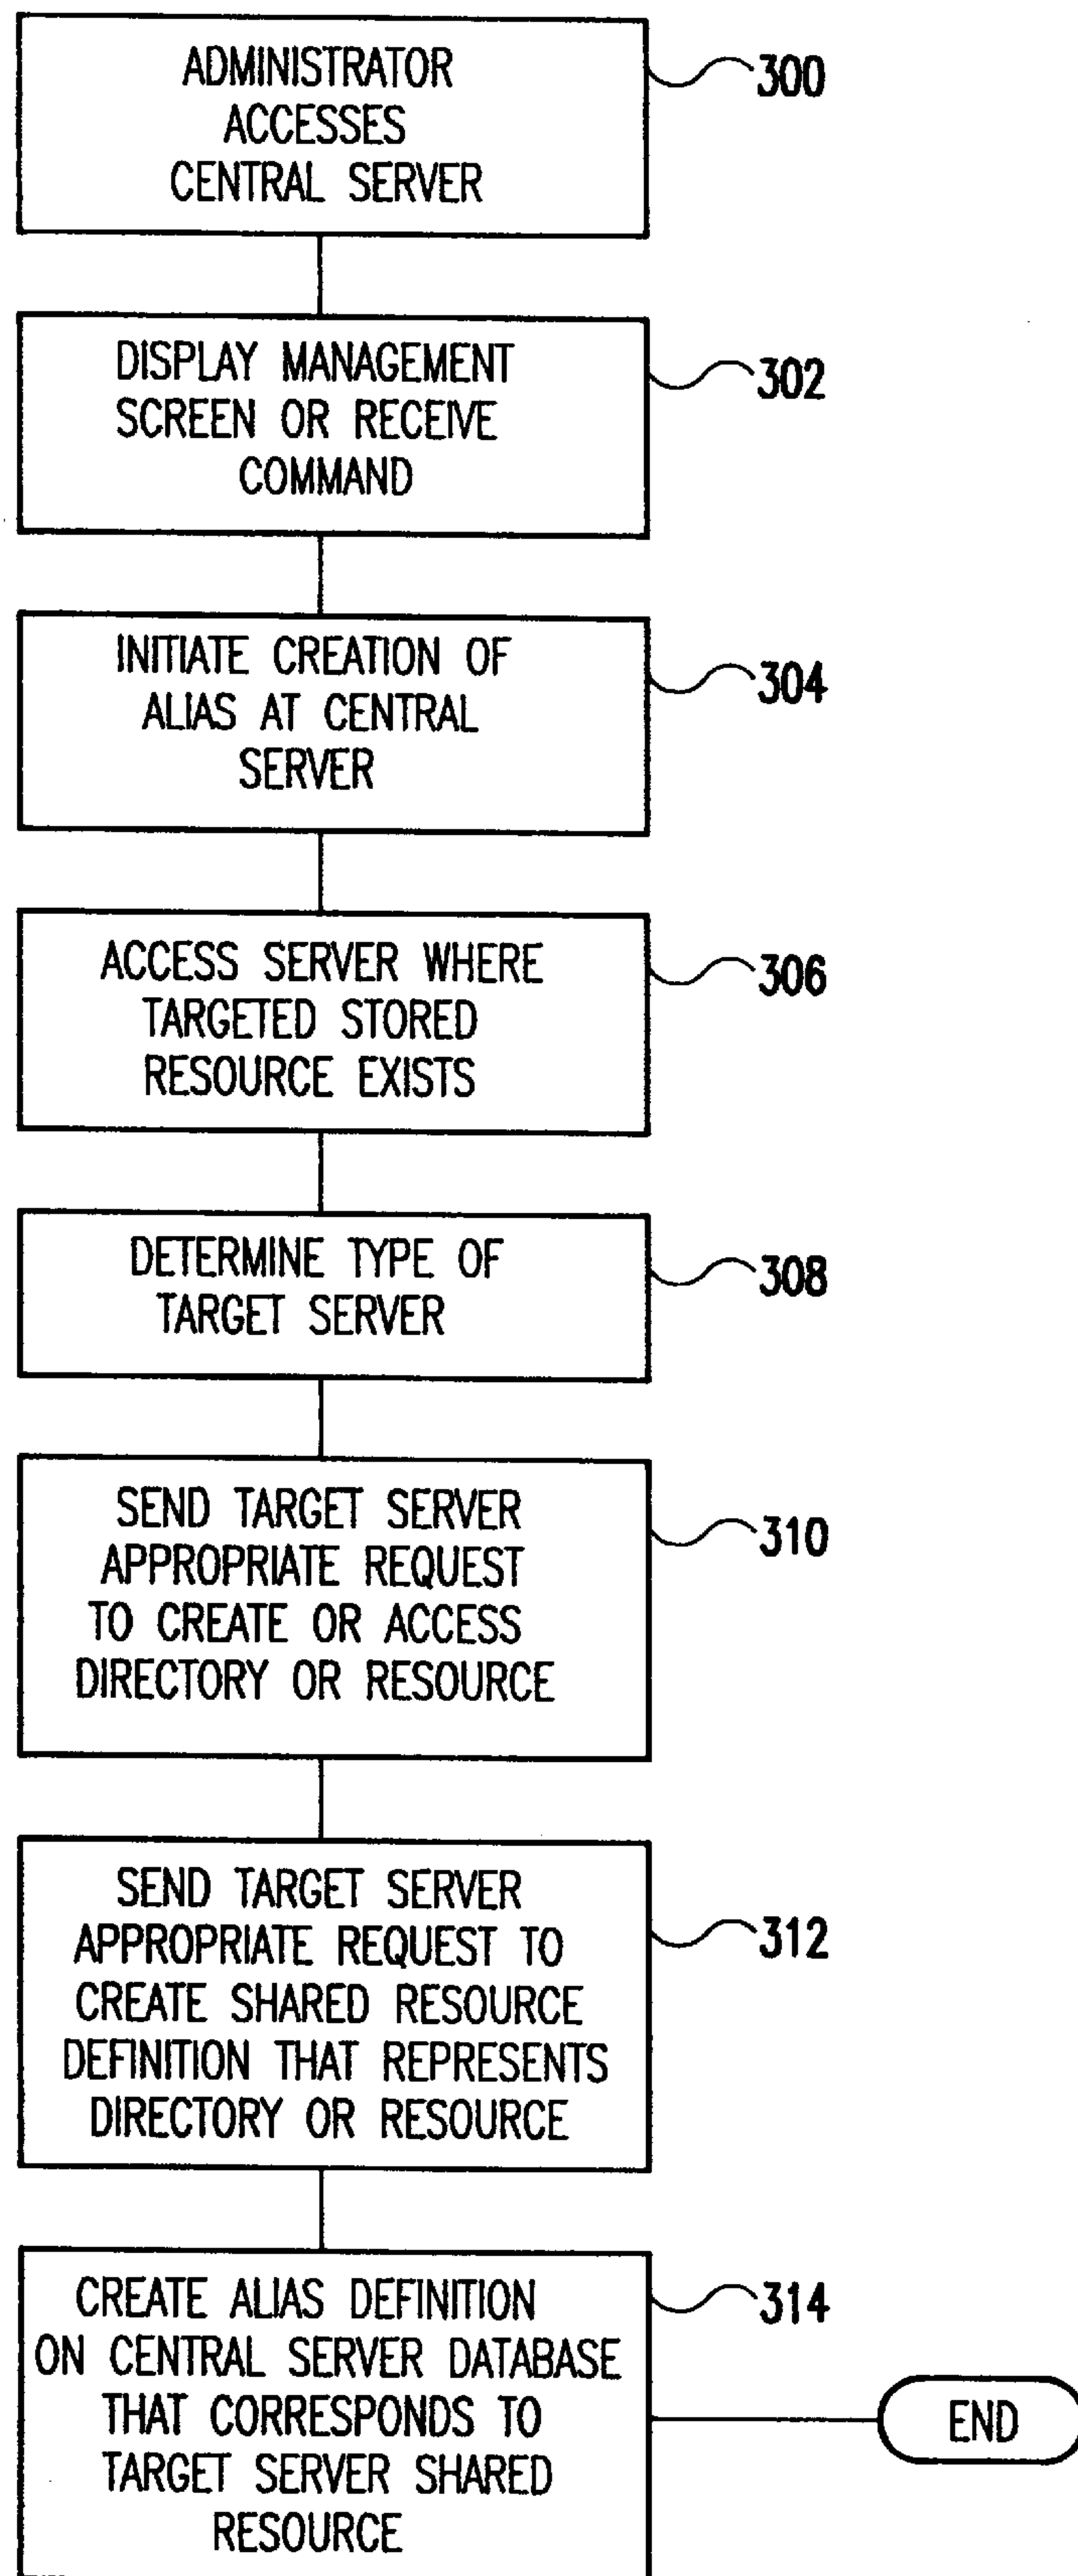 ADMINISTRATOR
ACCESSES
CENTRAL SERVER
300
DISPLAY MANAGEMENT
SCREEN OR RECEIVE
COMMAND
302
INITIATE CREATION OF
ALIAS AT CENTRAL
SERVER
304
ACCESS SERVER WHERE
TARGETED STORED
RESOURCE EXISTS
306
DETERMINE TYPE OF
TARGET SERVER
308
SEND TARGET SERVER
APPROPRIATE REQUEST
TO CREATE OR ACCESS
DIRECTORY OR RESOURCE
310
SEND TARGET SERVER
APPROPRIATE REQUEST TO
CREATE SHARED RESOURCE
DEFINITION THAT REPRESENTS
DIRECTORY OR RESOURCE
312
CREATE ALIAS DEFINITION
ON CENTRAL SERVER DATABASE
THAT CORRESPONDS TO
TARGET SERVER SHARED
RESOURCE
314
END